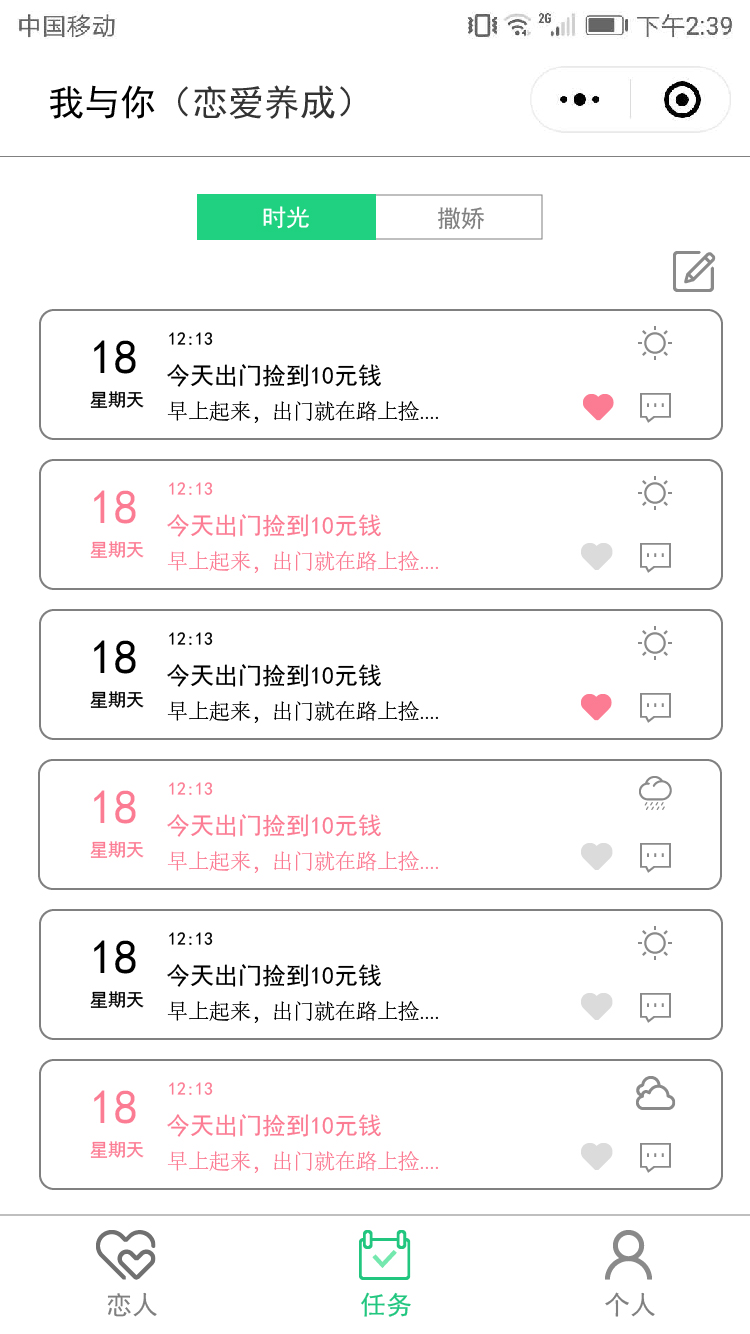 中国移动 2G 下午2:39
我与你（恋爱养成）
时光 撒娇
12:13
18 今天出门捡到10元钱
星期天 早上起来，出门就在路上捡....
12:13
18 今天出门捡到10元钱
星期天 早上起来，出门就在路上捡....
12:13
18 今天出门捡到10元钱
星期天 早上起来，出门就在路上捡....
12:13
18 今天出门捡到10元钱
星期天 早上起来，出门就在路上捡....
12:13
18 今天出门捡到10元钱
星期天 早上起来，出门就在路上捡....
12:13
18 今天出门捡到10元钱
星期天 早上起来，出门就在路上捡....
恋人 任务 个人